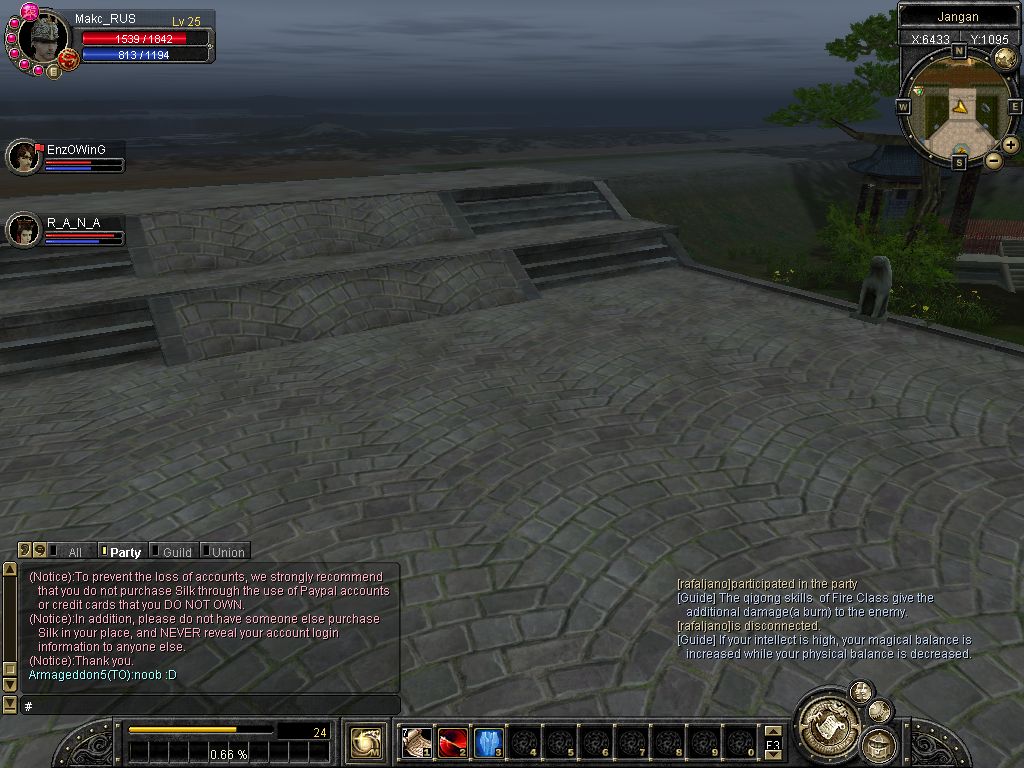 Makc_RUS Lv 25
1539 / 1842
813 / 1194
E
Jangan
X:6433 Y:1095
N
W E
S
EnzOWinG
R_A_N_A
All Party Guild Union
(Notice):To prevent the loss of accounts, we strongly recommend
that you do not purchase Silk through the use of Paypal accounts
or credit cards that you DO NOT OWN.
(Notice):In addition, please do not have someone else purchase
Silk in your place, and NEVER reveal your account login
information to anyone else.
(Notice):Thank you.
Armageddon5(TO):noob :D
#
[rafaljano]participated in the party
[Guide] The qigong skills of Fire Class give the
additional damage(a burn) to the enemy.
[rafaljano]is disconnected.
[Guide] If your intellect is high, your magical balance is
increased while your physical balance is decreased.
24
0.66 %
1 2 3 4 5 6 7 8 9 0
F3